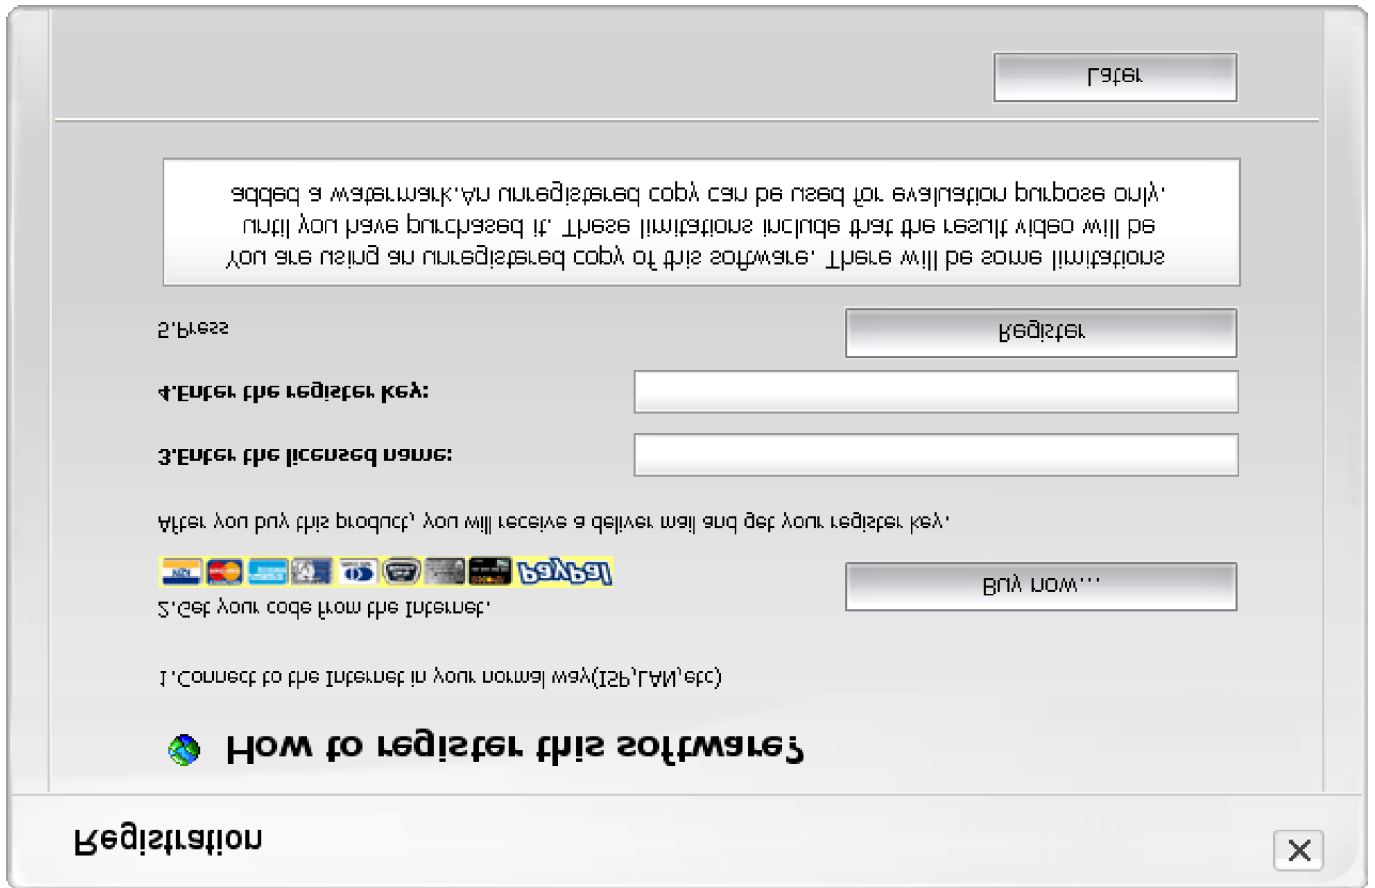 Registration
How to register this software?
1.Connect to the Internet in your normal way(ISP,LAN,etc)
2.Get your code from the Internet.
Buy now...
VISA PayPal
After you buy this product, you will receive a deliver mail and get your register key.
3.Enter the licensed name:
4.Enter the register key:
5.Press
Register
You are using an unregistered copy of this software. There will be some limitations
until you have purchased it. These limitations include that the result video will be
added a watermark.An unregistered copy can be used for evaluation purpose only.
Later